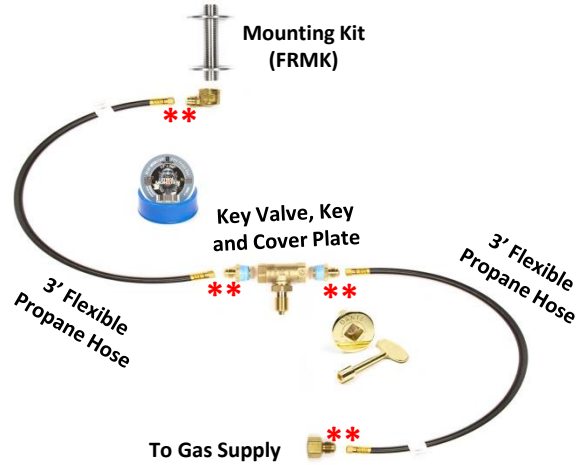 Mounting Kit
(FRMK)
**
Key Valve, Key
and Cover Plate
3’ Flexible
Propane Hose
**
**
3’ Flexible
Propane Hose
**
To Gas Supply